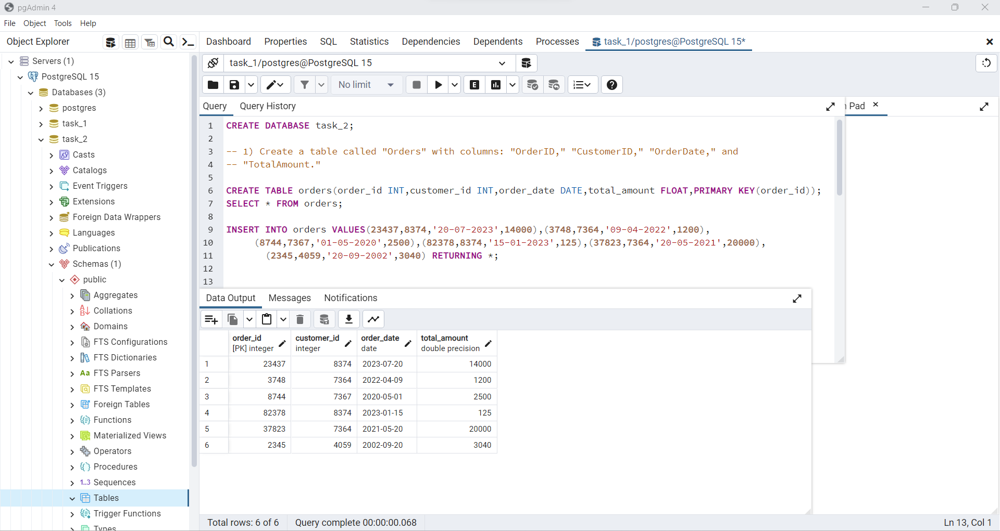 pgAdmin 4
File Object Tools Help
Object Explorer
Dashboard Properties SQL Statistics Dependencies Dependents Processes task_1/postgres@PostgreSQL 15*
Servers (1)
PostgreSQL 15
Databases (3)
postgres
task_1
task_2
Casts
Catalogs
Event Triggers
Extensions
Foreign Data Wrappers
Languages
Publications
Schemas (1)
public
Aggregates
Collations
Domains
FTS Configurations
FTS Dictionaries
Aa FTS Parsers
FTS Templates
Foreign Tables
Functions
Materialized Views
Operators
Procedures
1..3 Sequences
Tables
Trigger Functions
Types
task_1/postgres@PostgreSQL 15
No limit
E
Query Query History
Pad
1 CREATE DATABASE task_2;
2
3 -- 1) Create a table called "Orders" with columns: "OrderID," "CustomerID," "OrderDate," and
4 -- "TotalAmount."
5
6 CREATE TABLE orders(order_id INT,customer_id INT,order_date DATE,total_amount FLOAT,PRIMARY KEY(order_id));
7 SELECT * FROM orders;
8
9 INSERT INTO orders VALUES(23437,8374,'20-07-2023',14000),(3748,7364,'09-04-2022',1200),
10 (8744,7367,'01-05-2020',2500),(82378,8374,'15-01-2023',125),(37823,7364,'20-05-2021',20000),
11 (2345,4059,'20-09-2002',3040) RETURNING *;
12
13
Data Output Messages Notifications
order_id customer_id order_date total_amount
[PK] integer integer date double precision
1 23437 8374 2023-07-20 14000
2 3748 7364 2022-04-09 1200
3 8744 7367 2020-05-01 2500
4 82378 8374 2023-01-15 125
5 37823 7364 2021-05-20 20000
6 2345 4059 2002-09-20 3040
Total rows: 6 of 6 Query complete 00:00:00.068
Ln 13, Col 1